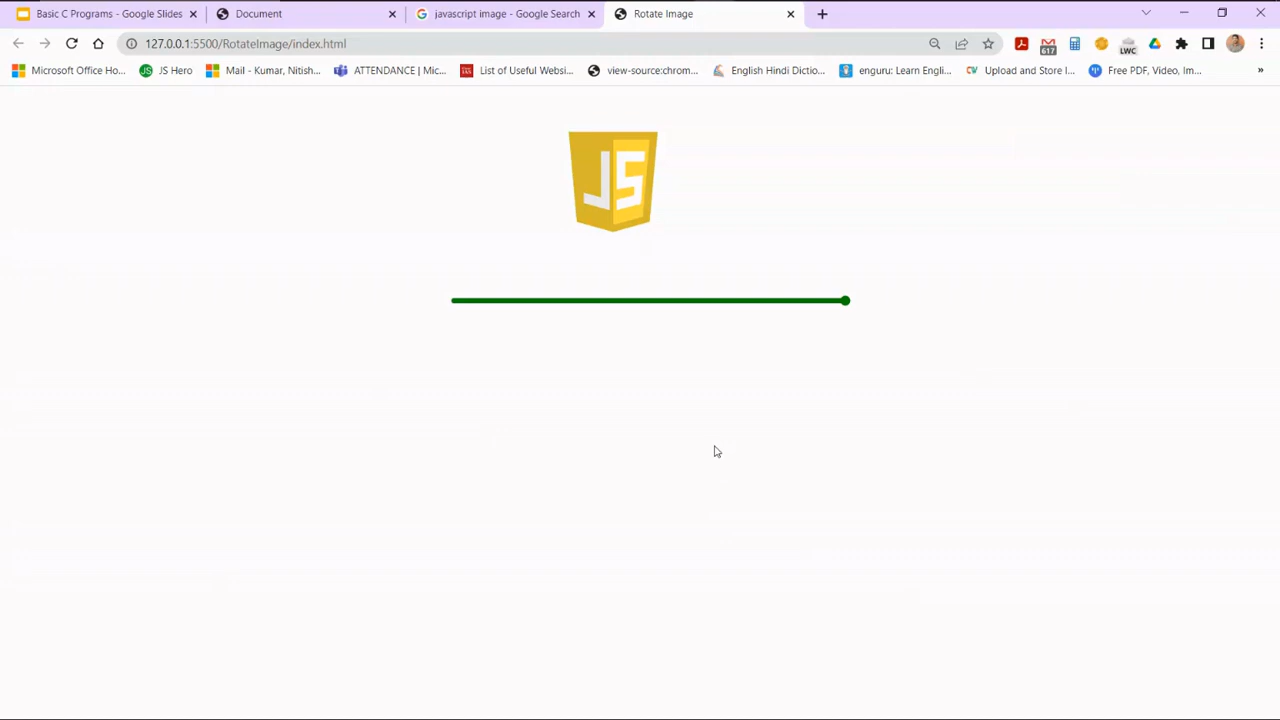 Basic C Programs - Google Slides
Document
javascript image - Google Search
Rotate Image
127.0.0.1:5500/RotateImage/index.html
617
LWC
Microsoft Office Ho...
JS Hero
Mail - Kumar, Nitish...
ATTENDANCE | Mic...
List of Useful Websi...
view-source:chrom...
English Hindi Dictio...
enguru: Learn Engli...
Upload and Store I...
Free PDF, Video, Im...
JS